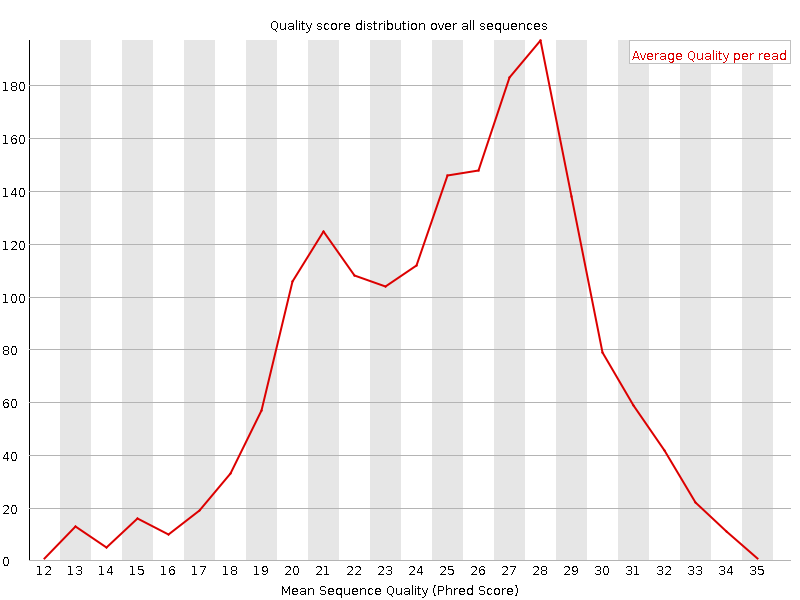 Quality score distribution over all sequences
Average Quality per read
180
160
140
120
100
80
60
40
20
0
12 13 14 15 16 17 18 19 20 21 22 23 24 25 26 27 28 29 30 31 32 33 34 35
Mean Sequence Quality (Phred Score)